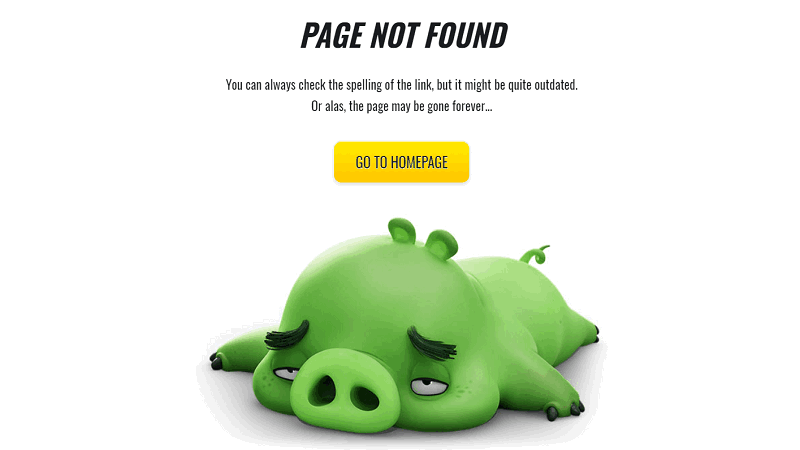 PAGE NOT FOUND
You can always check the spelling of the link, but it might be quite outdated.
Or alas, the page may be gone forever...
GO TO HOMEPAGE